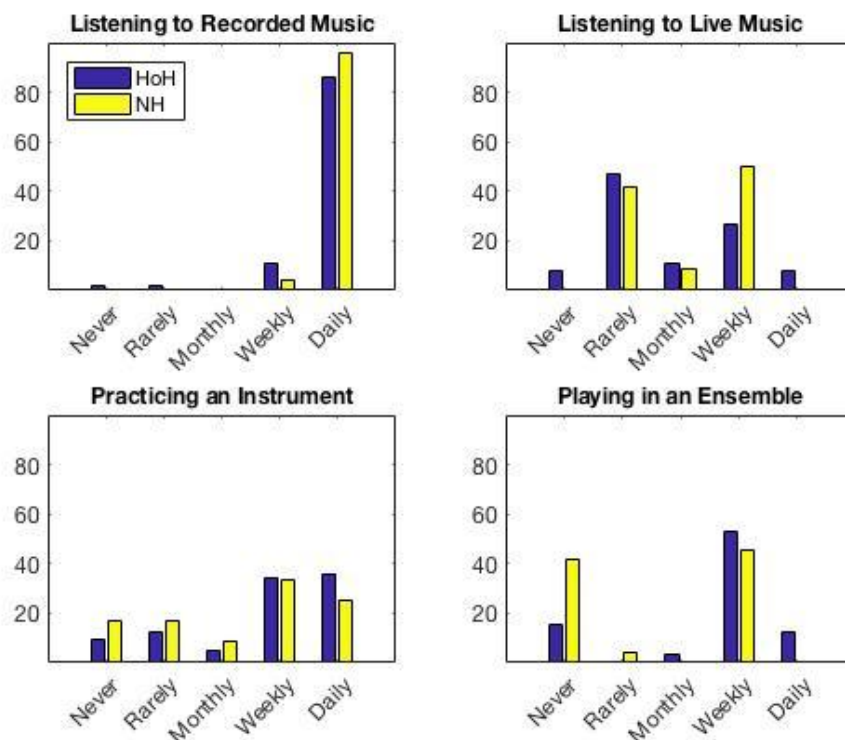 Listening to Recorded Music
HoH
NH
80
60
40
20
Never
Rarely
Monthly
Weekly
Daily
Listening to Live Music
80
60
40
20
Never
Rarely
Monthly
Weekly
Daily
Practicing an Instrument
80
60
40
20
Never
Rarely
Monthly
Weekly
Daily
Playing in an Ensemble
80
60
40
20
Never
Rarely
Monthly
Weekly
Daily